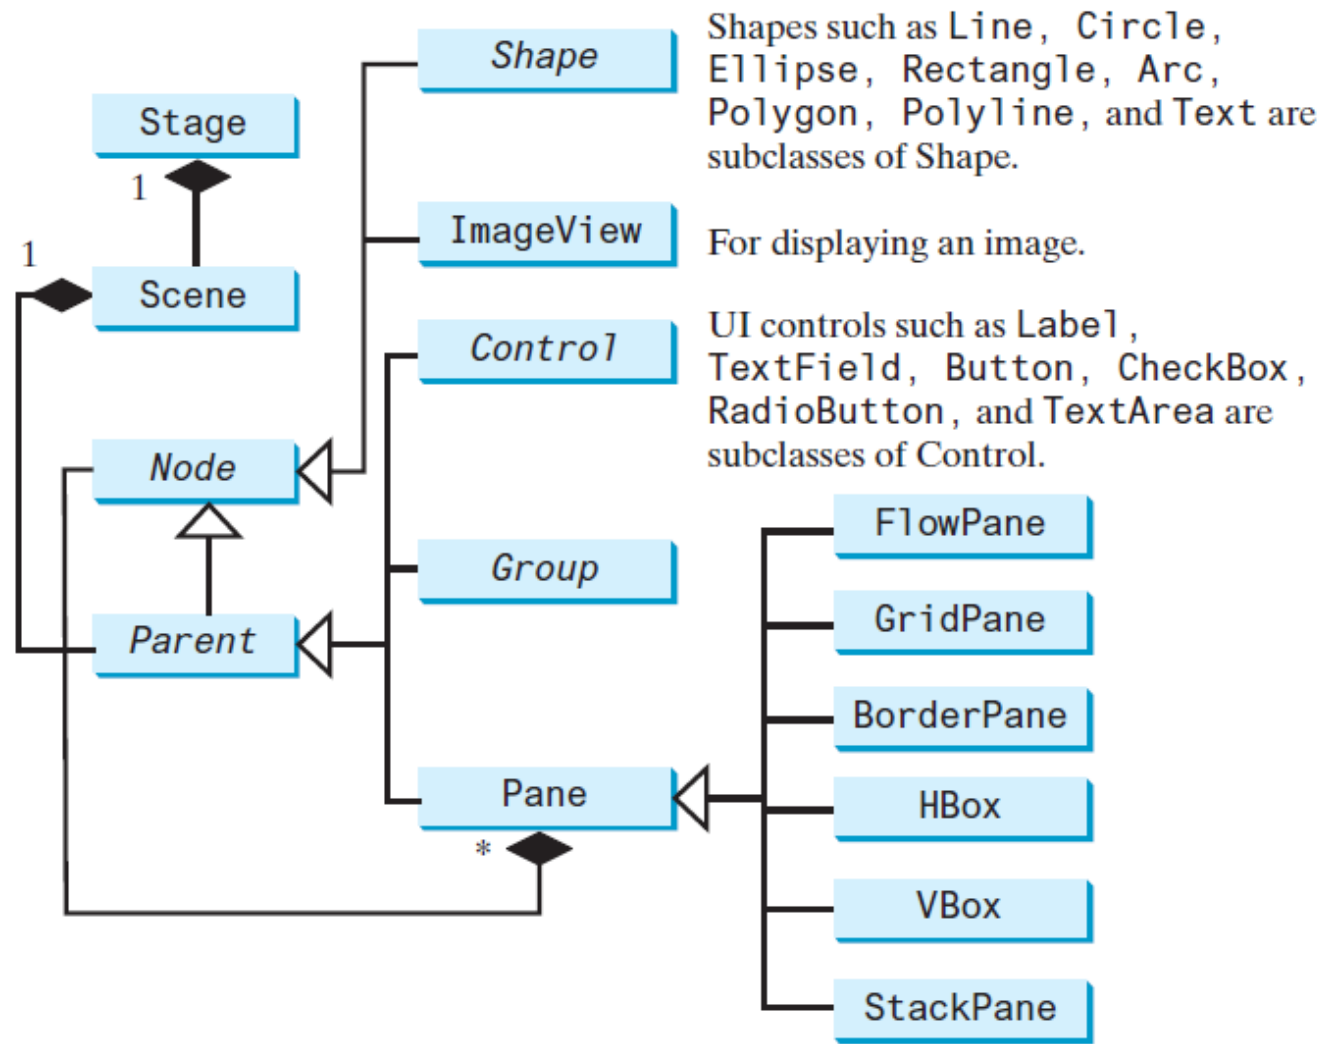 Shape
Shapes such as Line, Circle,
Ellipse, Rectangle, Arc,
Polygon, Polyline, and Text are
subclasses of Shape.
Stage
1
ImageView
For displaying an image.
1
Scene
Control
UI controls such as Label,
TextField, Button, CheckBox,
RadioButton, and TextArea are
subclasses of Control.
Node
FlowPane
Group
GridPane
Parent
BorderPane
Pane
HBox
*
VBox
StackPane